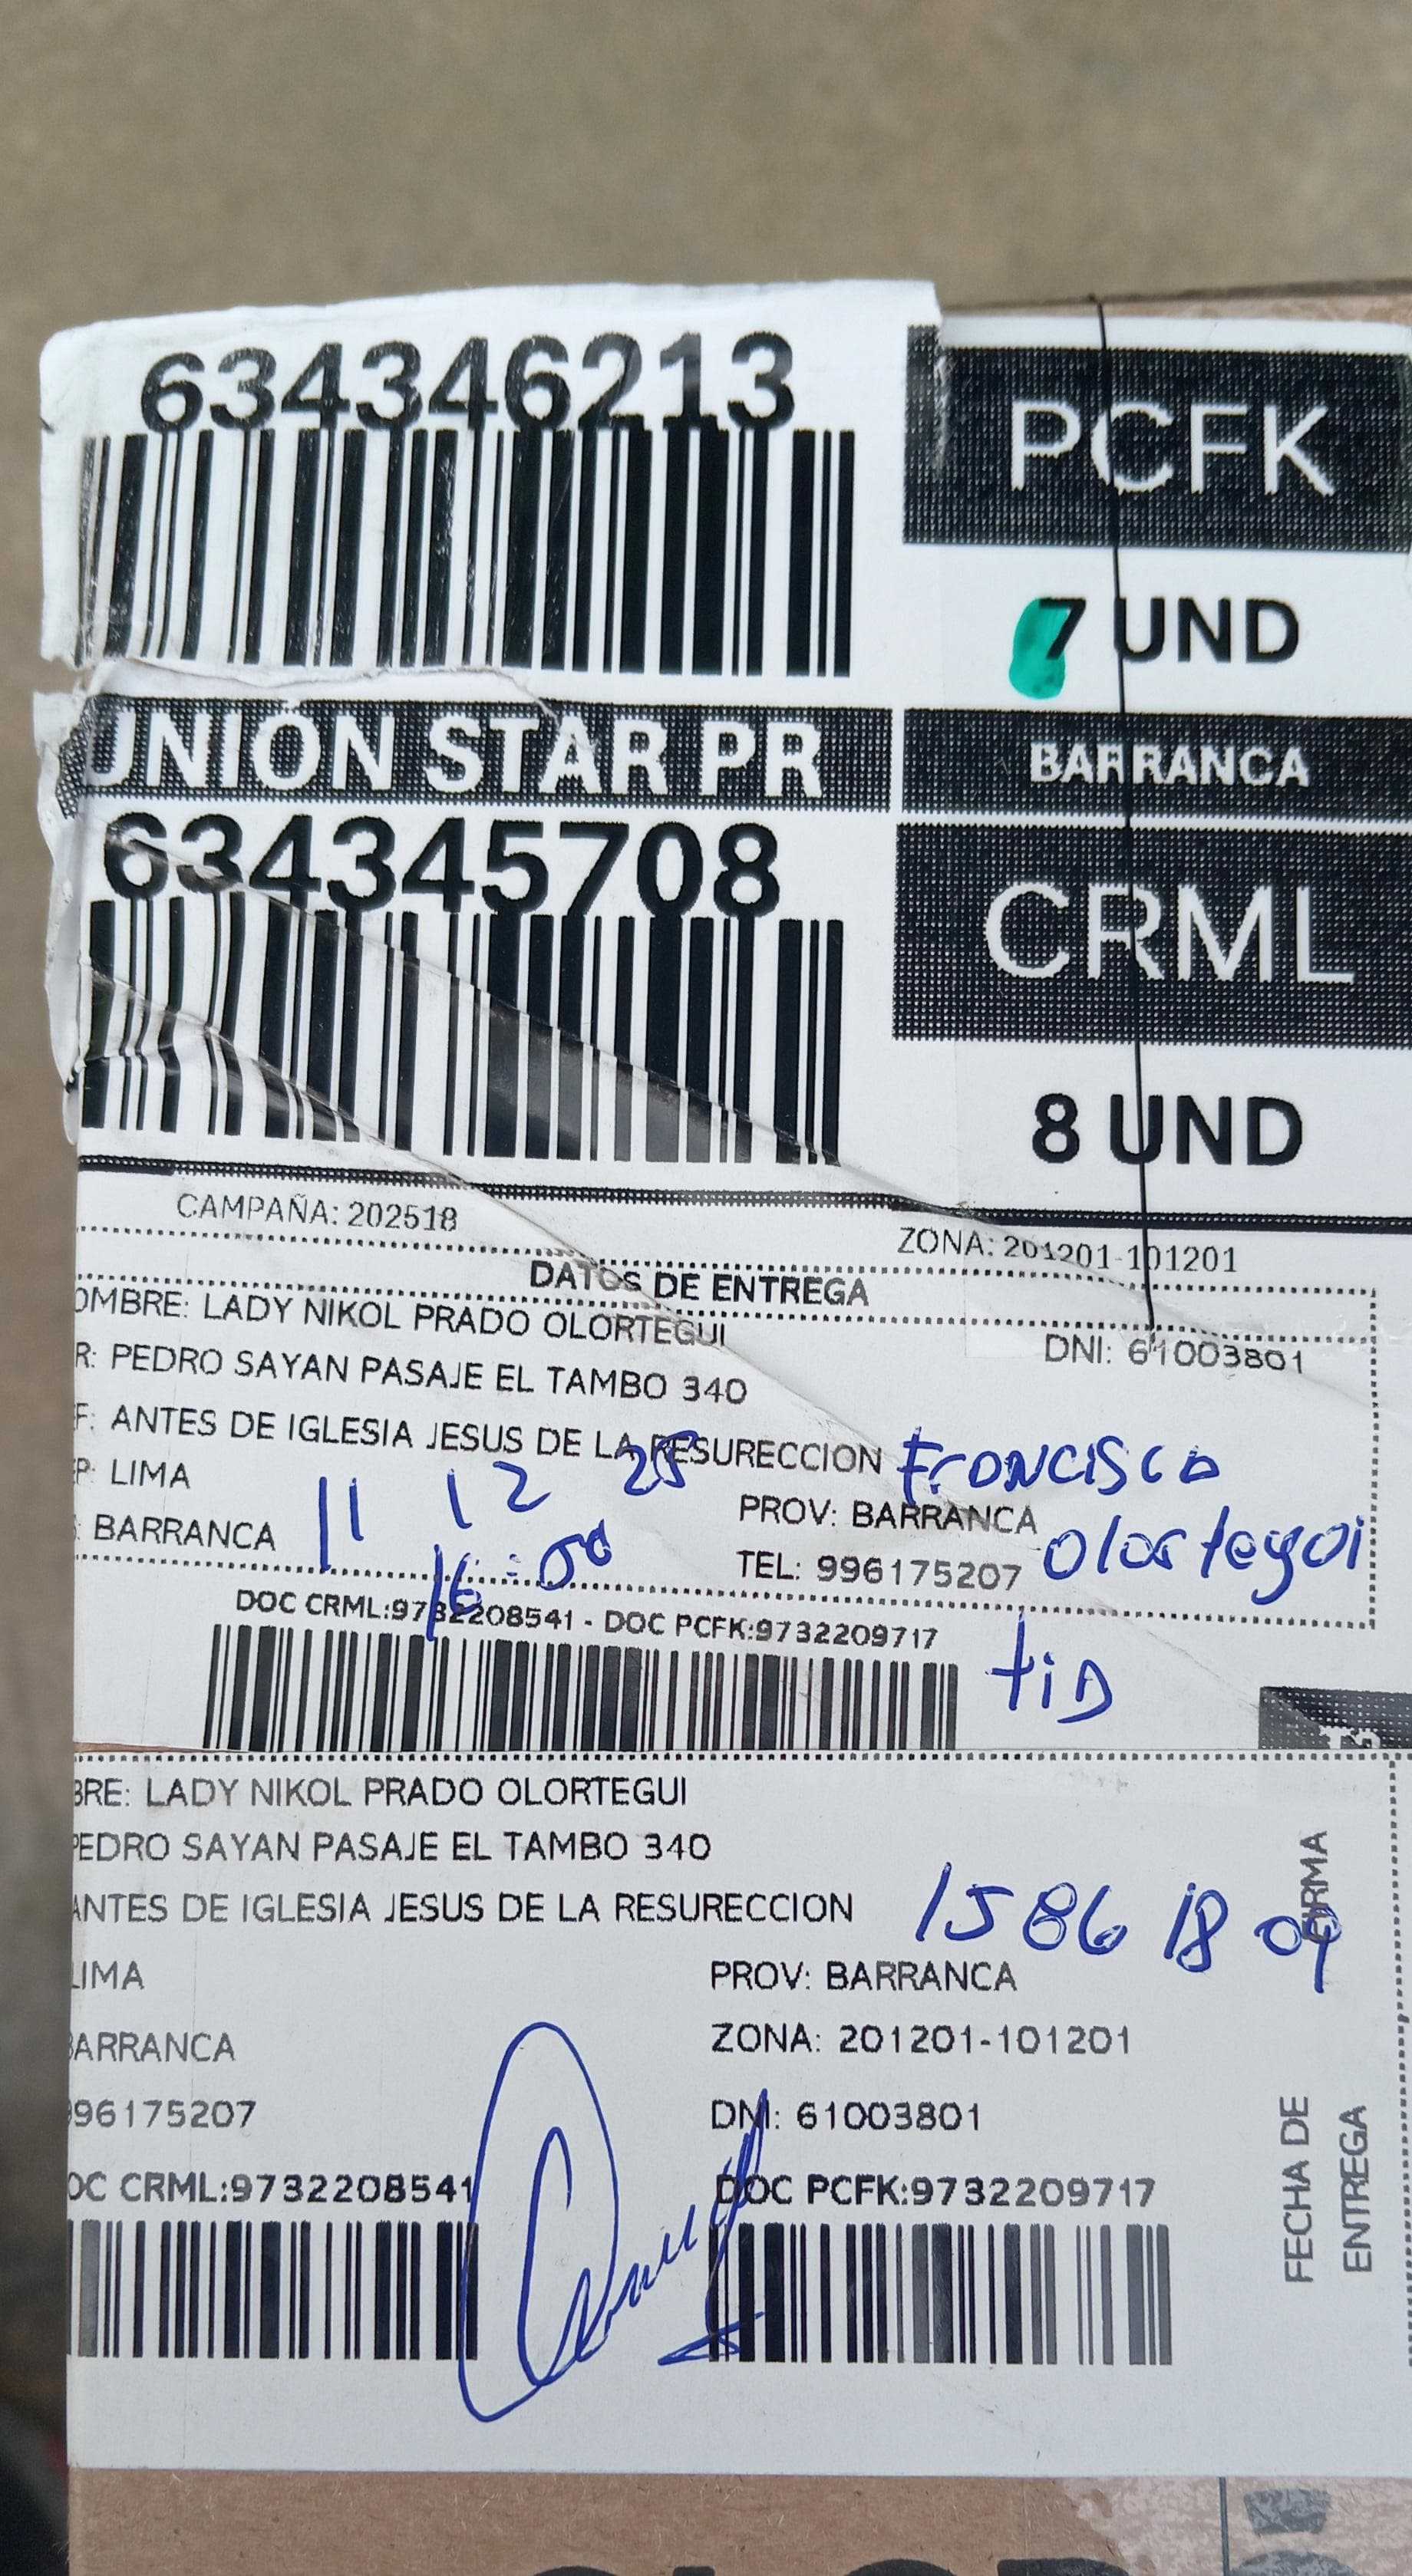 634346213
PCFK
7 UND
UNIÓN STAR PR
BARRANCA
634345708
CRML
8 UND
CAMPAÑA: 202518
ZONA: 201201-101201
DATOS DE ENTREGA
OMBRE: LADY NIKOL PRADO OLORTEGUI
DNI: 61003801
R: PEDRO SAYAN PASAJE EL TAMBO 340
F: ANTES DE IGLESIA JESUS DE LA RESURECCION
Francisco
P: LIMA
11 12 25
PROV: BARRANCA
: BARRANCA
Olortegui
16:00
TEL: 996175207
DOC CRML:9732208541 - DOC PCFK:9732209717
tio
BRE: LADY NIKOL PRADO OLORTEGUI
PEDRO SAYAN PASAJE EL TAMBO 340
ANTES DE IGLESIA JESUS DE LA RESURECCION
15861809
FIRMA
LIMA
PROV: BARRANCA
BARRANCA
ZONA: 201201-101201
996175207
DNI: 61003801
OC CRML:9732208541
DOC PCFK:9732209717
FECHA DE
ENTREGA